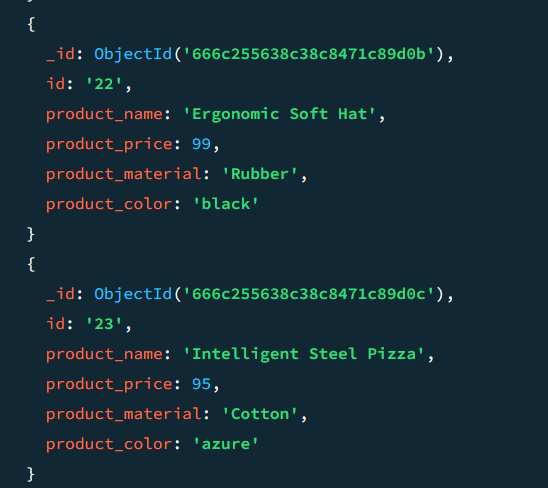 }
{
_id: ObjectId('666c255638c38c8471c89d0b'),
id: '22',
product_name: 'Ergonomic Soft Hat',
product_price: 99,
product_material: 'Rubber',
product_color: 'black'
}
{
_id: ObjectId('666c255638c38c8471c89d0c'),
id: '23',
product_name: 'Intelligent Steel Pizza',
product_price: 95,
product_material: 'Cotton',
product_color: 'azure'
}